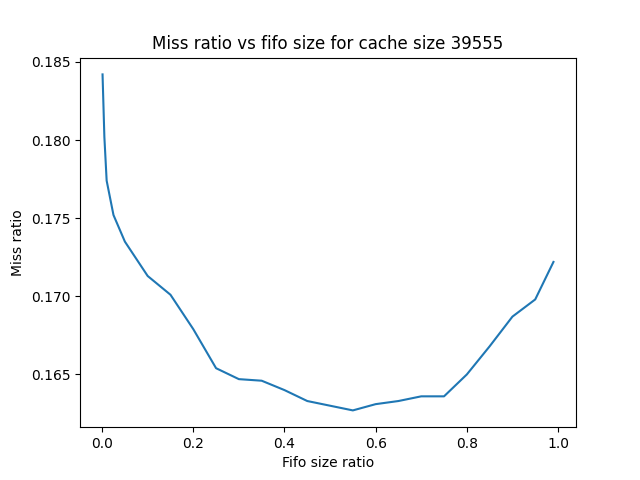 Miss ratio vs fifo size for cache size 39555
0.185
0.180
0.175
0.170
0.165
Miss ratio
0.0 0.2 0.4 0.6 0.8 1.0
Fifo size ratio